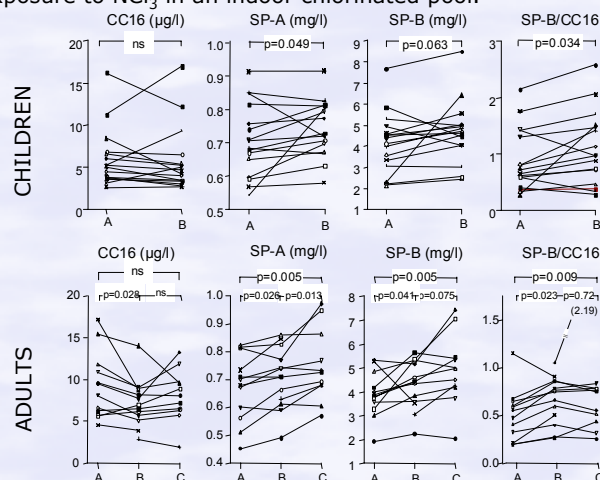 xposure to NCl3 in an indoor chlorinated pool.
CC16 (µg/l) SP-A (mg/l) SP-B (mg/l) SP-B/CC16
ns p=0.049 p=0.063 p=0.034
CHILDREN
20 15 10 5 0
1.0 0.9 0.8 0.7 0.6 0.5
9 8 7 6 5 4 3 2 1
3 2 1 0
A B A B A B A B
CC16 (µg/l) SP-A (mg/l) SP-B (mg/l) SP-B/CC16
ns p=0.005 p=0.005 p=0.009
p=0.028 ns p=0.026 p=0.013 p=0.041 p=0.075 p=0.023 p=0.72
(2.19)
ADULTS
20 15 10 5 0
1.0 0.9 0.8 0.7 0.6 0.5 0.4
8 7 6 5 4 3 2 1
1.5 1.0 0.5 0.0
A B C A B C A B C A B C